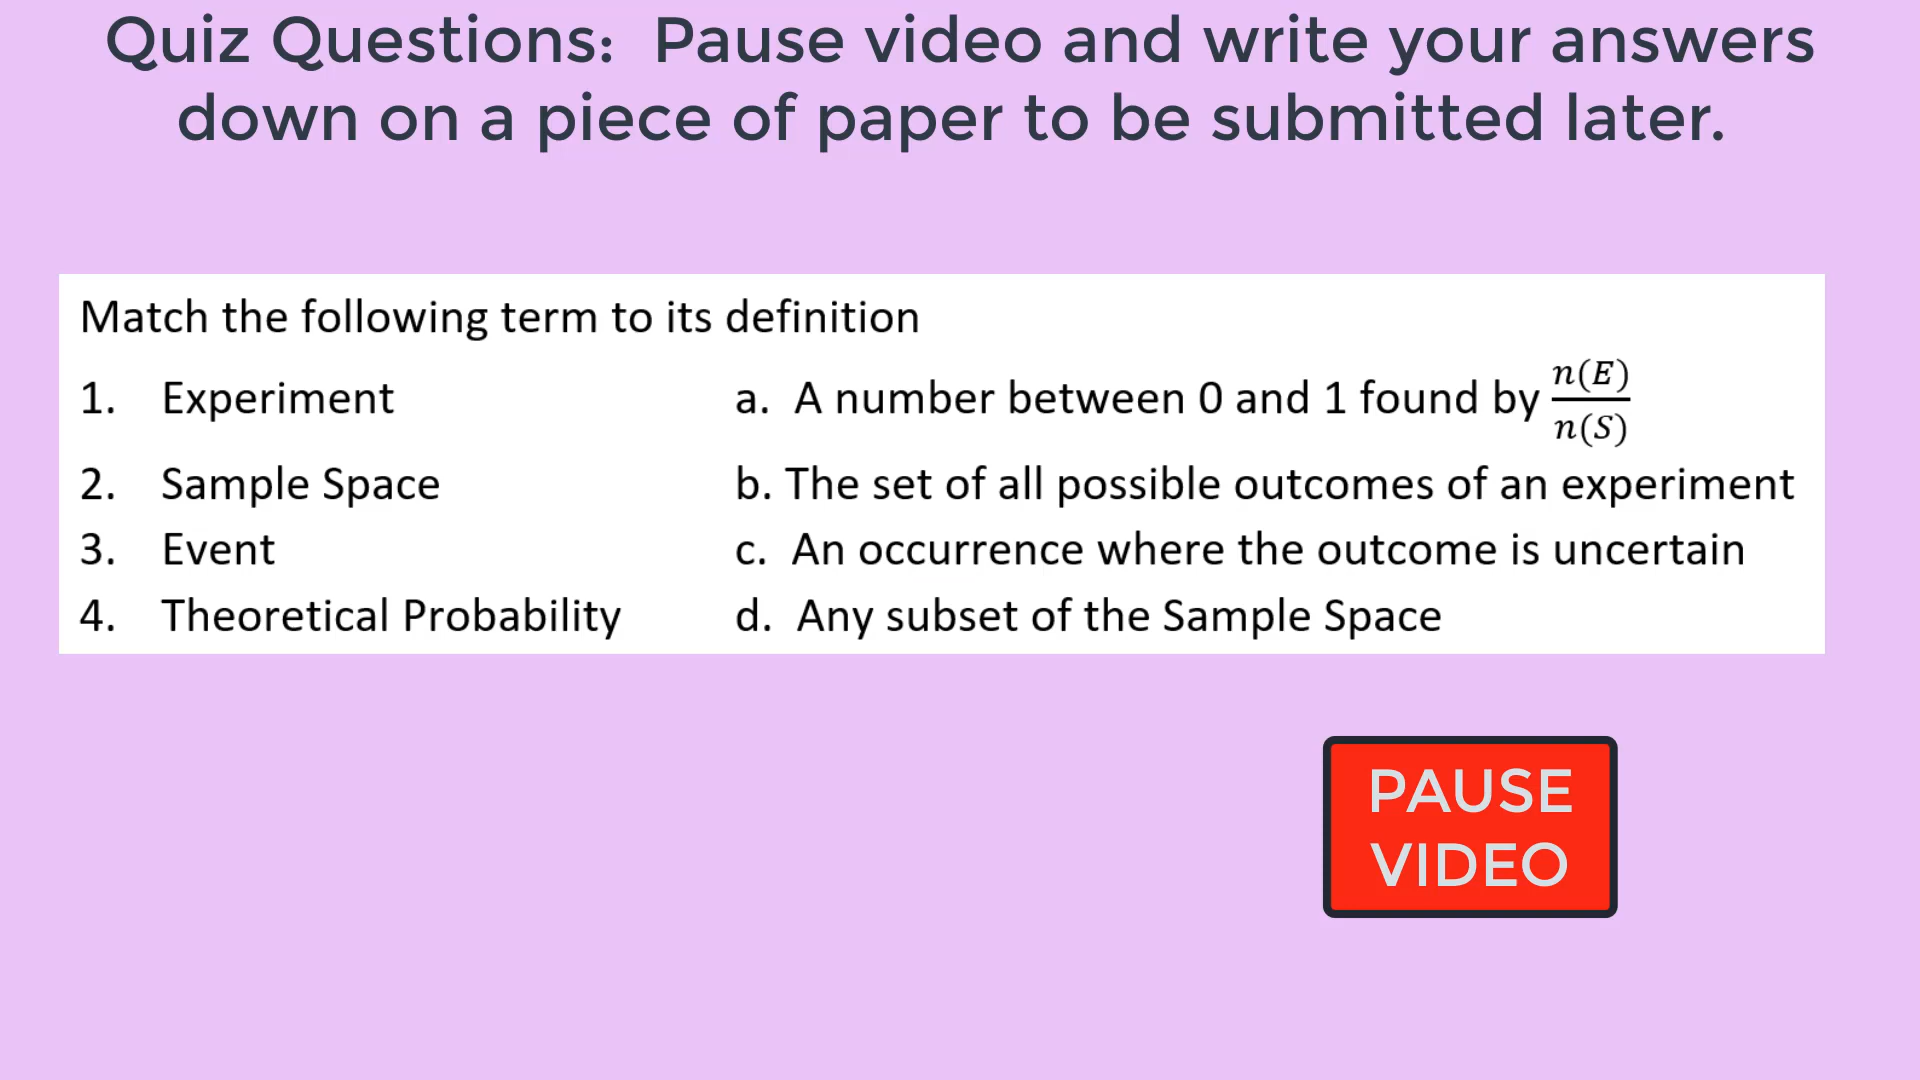 Quiz Questions:  Pause video and write your answers
down on a piece of paper to be submitted later.
Match the following term to its definition
1. Experiment a. A number between 0 and 1 found by n(E)/n(S)
2. Sample Space b. The set of all possible outcomes of an experiment
3. Event c. An occurrence where the outcome is uncertain
4. Theoretical Probability d. Any subset of the Sample Space
PAUSE
VIDEO